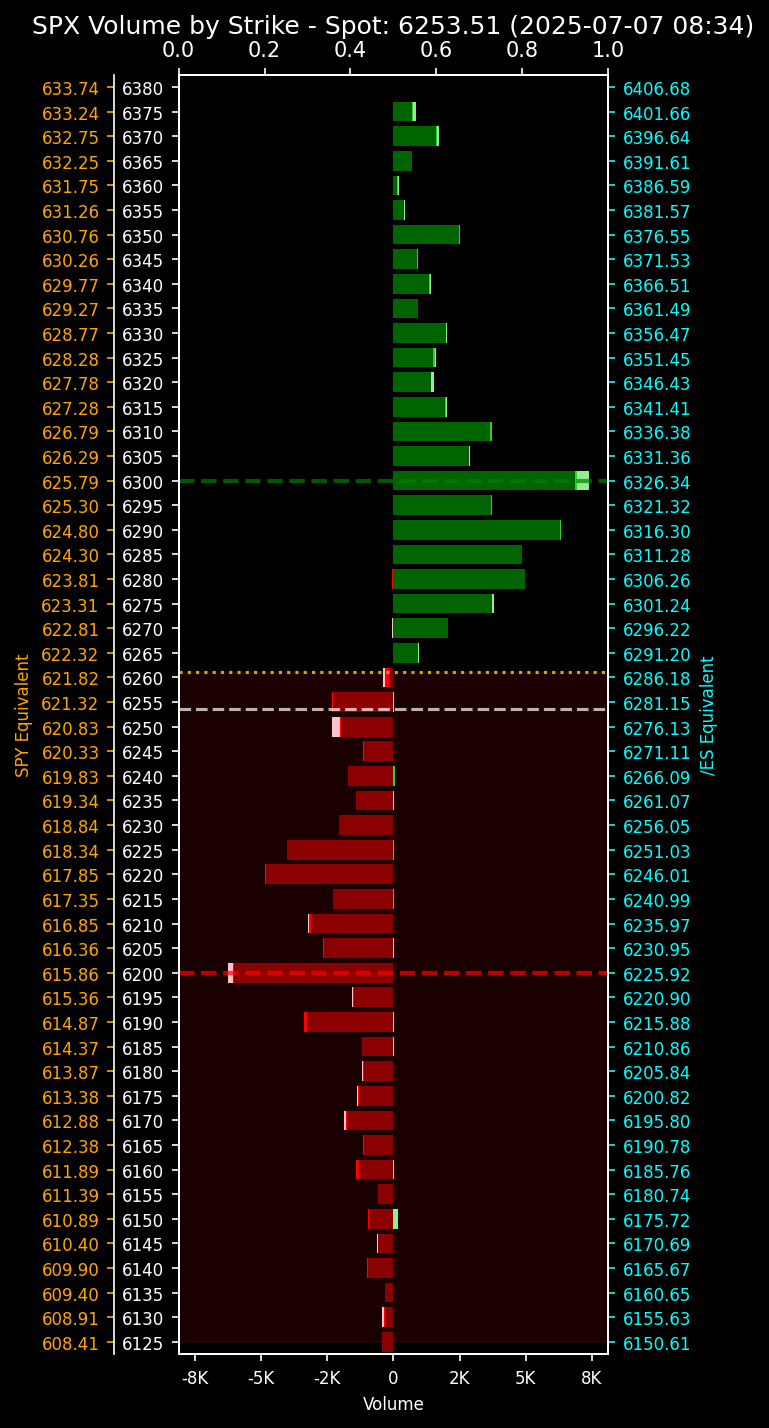 SPX Volume by Strike - Spot: 6253.51 (2025-07-07 08:34)
0.0 0.2 0.4 0.6 0.8 1.0
633.74 6380 6406.68
633.24 6375 6401.66
632.75 6370 6396.64
632.25 6365 6391.61
631.75 6360 6386.59
631.26 6355 6381.57
630.76 6350 6376.55
630.26 6345 6371.53
629.77 6340 6366.51
629.27 6335 6361.49
628.77 6330 6356.47
628.28 6325 6351.45
627.78 6320 6346.43
627.28 6315 6341.41
626.79 6310 6336.38
626.29 6305 6331.36
625.79 6300 6326.34
625.30 6295 6321.32
624.80 6290 6316.30
624.30 6285 6311.28
623.81 6280 6306.26
623.31 6275 6301.24
622.81 6270 6296.22
622.32 6265 6291.20
621.82 6260 6286.18
621.32 6255 6281.15
620.83 6250 6276.13
620.33 6245 6271.11
619.83 6240 6266.09
619.34 6235 6261.07
618.84 6230 6256.05
618.34 6225 6251.03
617.85 6220 6246.01
617.35 6215 6240.99
616.85 6210 6235.97
616.36 6205 6230.95
615.86 6200 6225.92
615.36 6195 6220.90
614.87 6190 6215.88
614.37 6185 6210.86
613.87 6180 6205.84
613.38 6175 6200.82
612.88 6170 6195.80
612.38 6165 6190.78
611.89 6160 6185.76
611.39 6155 6180.74
610.89 6150 6175.72
610.40 6145 6170.69
609.90 6140 6165.67
609.40 6135 6160.65
608.91 6130 6155.63
608.41 6125 6150.61
SPY Equivalent
/ES Equivalent
-8K -5K -2K 0 2K 5K 8K
Volume